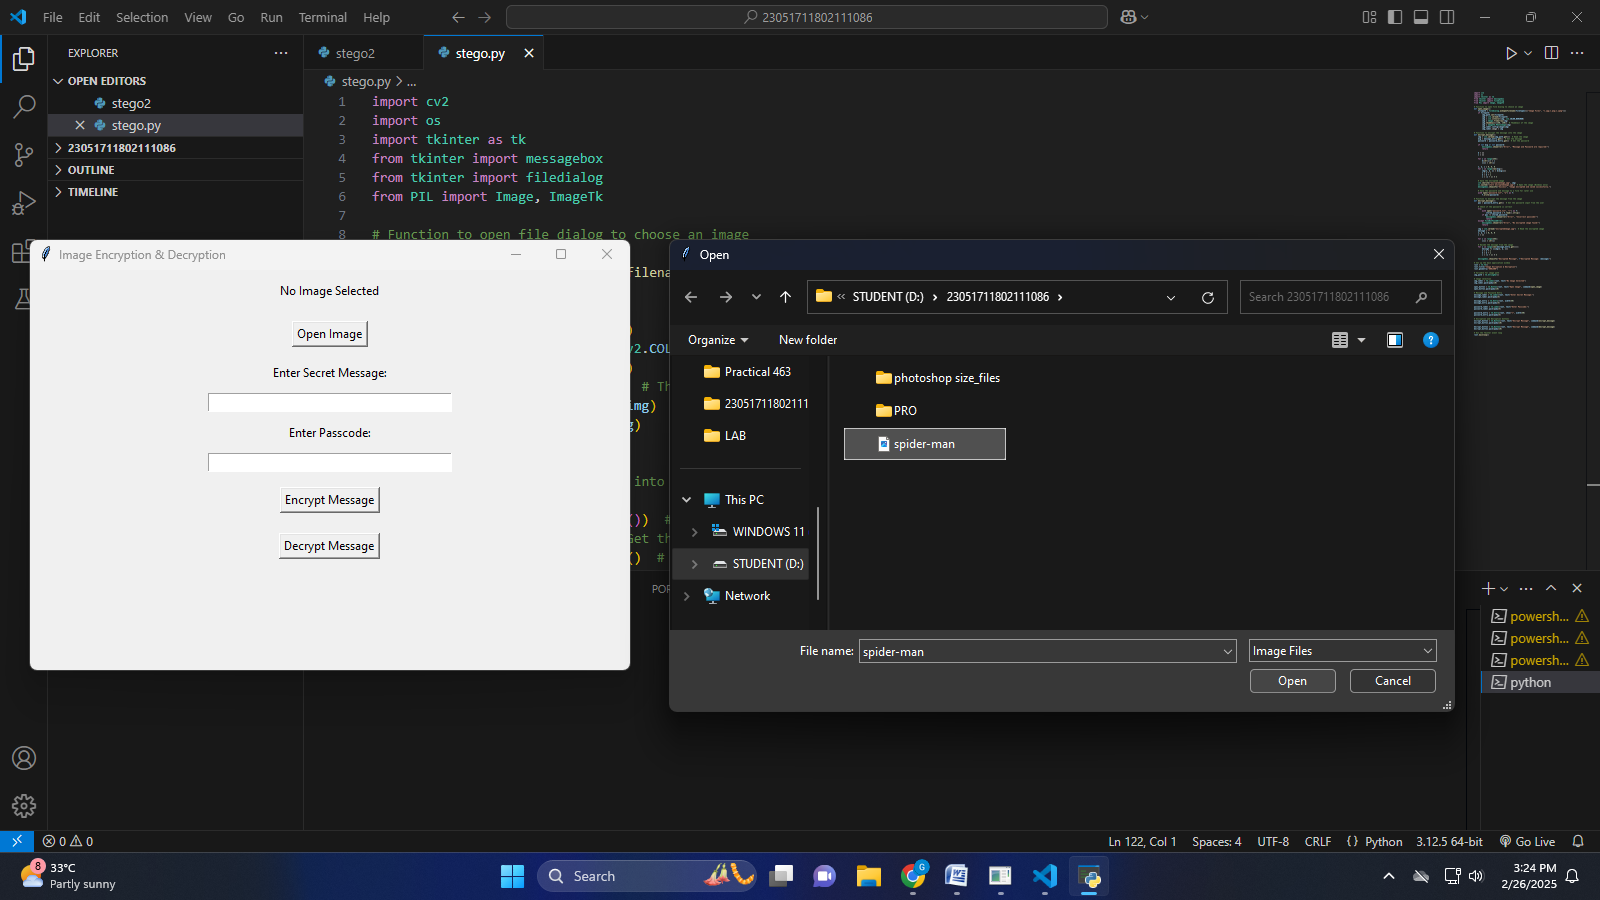 File Edit Selection View Go Run Terminal Help
23051711802111086
EXPLORER
OPEN EDITORS
stego2
stego.py
23051711802111086
OUTLINE
TIMELINE
stego2
stego.py
stego.py > ...
1 import cv2
2 import os
3 import tkinter as tk
4 from tkinter import messagebox
5 from tkinter import filedialog
6 from PIL import Image, ImageTk
7
8 # Function to open file dialog to choose an image
Image Encryption & Decryption
No Image Selected
Open Image
Enter Secret Message:
Enter Passcode:
Encrypt Message
Decrypt Message
Open
« STUDENT (D:) › 23051711802111086 ›
Search 23051711802111086
Organize
New folder
Practical 463
23051711802111
LAB
This PC
WINDOWS 11
STUDENT (D:)
Network
photoshop size_files
PRO
spider-man
File name: spider-man
Image Files
Open
Cancel
powersh...
powersh...
powersh...
python
0 0
Ln 122, Col 1
Spaces: 4
UTF-8
CRLF
{} Python
3.12.5 64-bit
Go Live
8
33°C
Partly sunny
Search
G
3:24 PM
2/26/2025